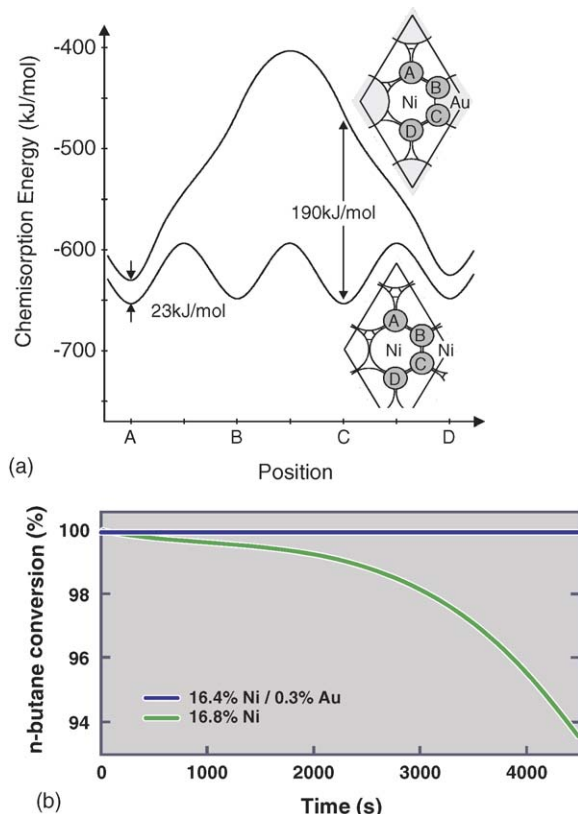 -400
-500
-600
-700
Chemisorption Energy (kJ/mol)
190kJ/mol
23kJ/mol
A
B
Ni
Au
C
D
A
B
Ni
Ni
C
D
A
B
C
D
Position
(a)
100
98
96
94
n-butane conversion (%)
16.4% Ni / 0.3% Au
16.8% Ni
0
1000
2000
3000
4000
Time (s)
(b)